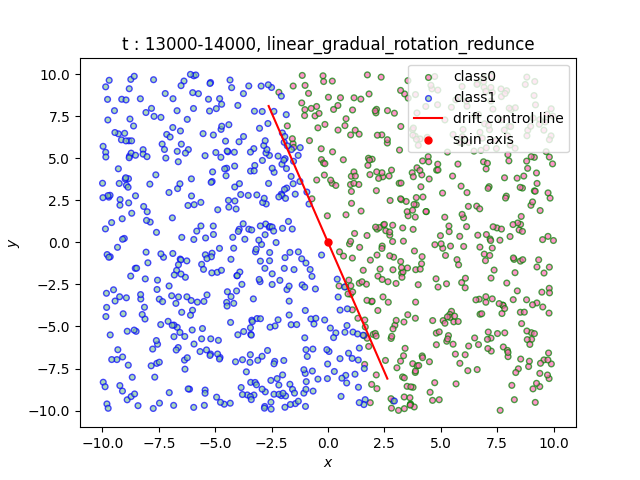 t : 13000-14000, linear_gradual_rotation_redunce
class0
class1
drift control line
spin axis
10.0
7.5
5.0
2.5
0.0
−2.5
−5.0
−7.5
−10.0
y
−10.0 −7.5 −5.0 −2.5 0.0 2.5 5.0 7.5 10.0
x